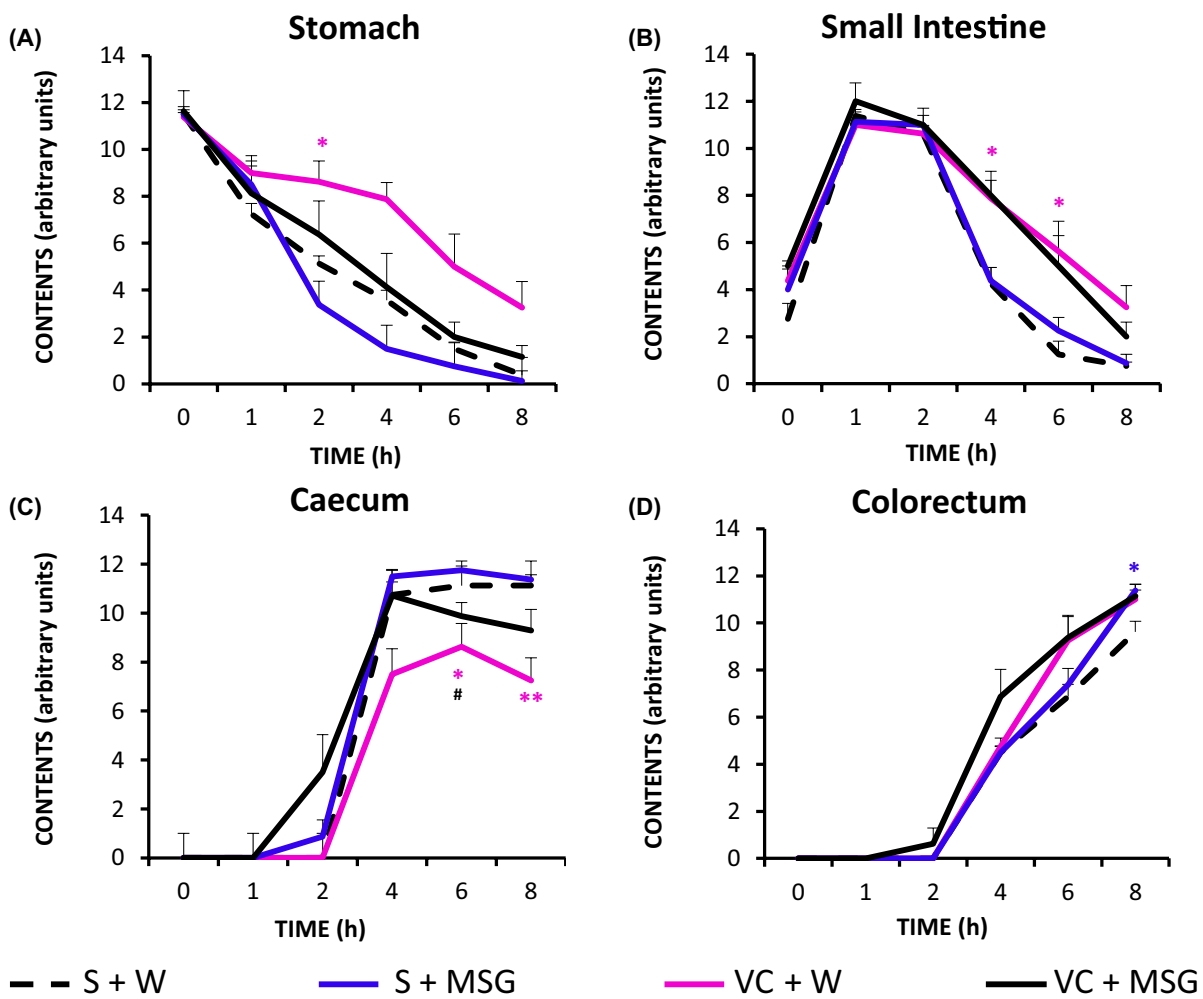 (A) Stomach
CONTENTS (arbitrary units)
14
12
10
8
6
4
2
0
*
0 1 2 4 6 8
TIME (h)
(B) Small Intestine
CONTENTS (arbitrary units)
14
12
10
8
6
4
2
0
*
*
0 1 2 4 6 8
TIME (h)
(C) Caecum
CONTENTS (arbitrary units)
14
12
10
8
6
4
2
0
* **
#
0 1 2 4 6 8
TIME (h)
(D) Colorectum
CONTENTS (arbitrary units)
14
12
10
8
6
4
2
0
*
0 1 2 4 6 8
TIME (h)
S + W S + MSG VC + W VC + MSG